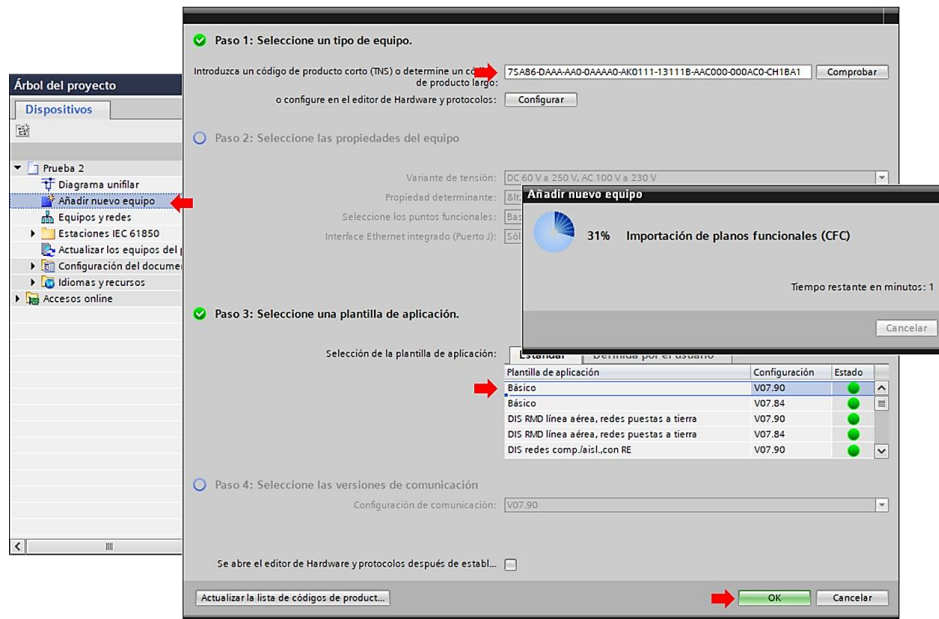 Árbol del proyecto
Dispositivos
Prueba 2
Diagrama unifilar
Añadir nuevo equipo
Equipos y redes
Estaciones IEC 61850
Actualizar los equipos del
Configuración del docume
Idiomas y recursos
Accesos online
Paso 1: Seleccione un tipo de equipo.
Introduzca un código de producto corto (TNS) o determine un
de producto largo:
7SA86-DAAA-AA0-0AAAA0-AK0111-13111B-AAC000-000AC0-CH1BA1
Comprobar
o configure en el editor de Hardware y protocolos:
Configurar
Paso 2: Seleccione las propiedades del equipo
Variante de tensión:
DC 60 V a 250 V, AC 100 V a 230 V
Propiedad determinante:
&lt
Seleccione los puntos funcionales:
Bas
Interface Ethernet integrado (Puerto J):
Sól
Añadir nuevo equipo
31% Importación de planos funcionales (CFC)
Tiempo restante en minutos: 1
Cancelar
Paso 3: Seleccione una plantilla de aplicación.
Selección de la plantilla de aplicación:
Estándar Definida por el usuario
Plantilla de aplicación Configuración Estado
Básico V07.90
Básico V07.84
DIS RMD línea aérea, redes puestas a tierra V07.90
DIS RMD línea aérea, redes puestas a tierra V07.84
DIS redes comp./aisl.,con RE V07.90
Paso 4: Seleccione las versiones de comunicación
Configuración de comunicación:
V07.90
Se abre el editor de Hardware y protocolos después de establ...
Actualizar la lista de códigos de product...
OK
Cancelar